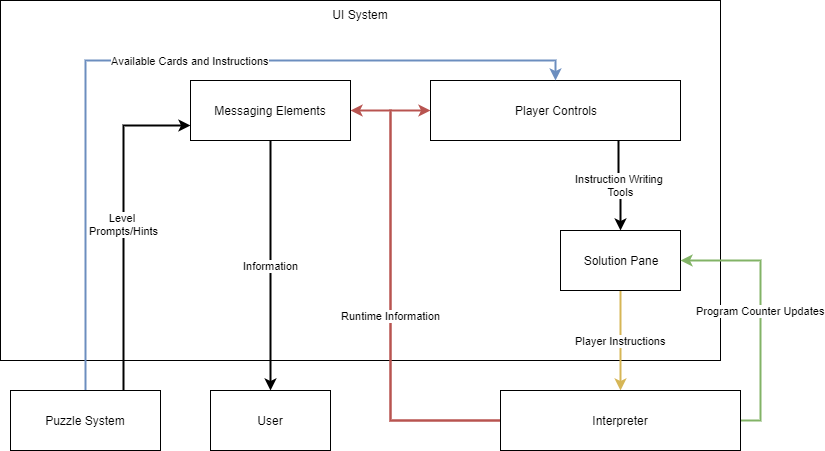 UI System
Available Cards and Instructions
Messaging Elements
Player Controls
Instruction Writing
Tools
Level
Prompts/Hints
Information
Solution Pane
Runtime Information
Program Counter Updates
Player Instructions
Puzzle System
User
Interpreter